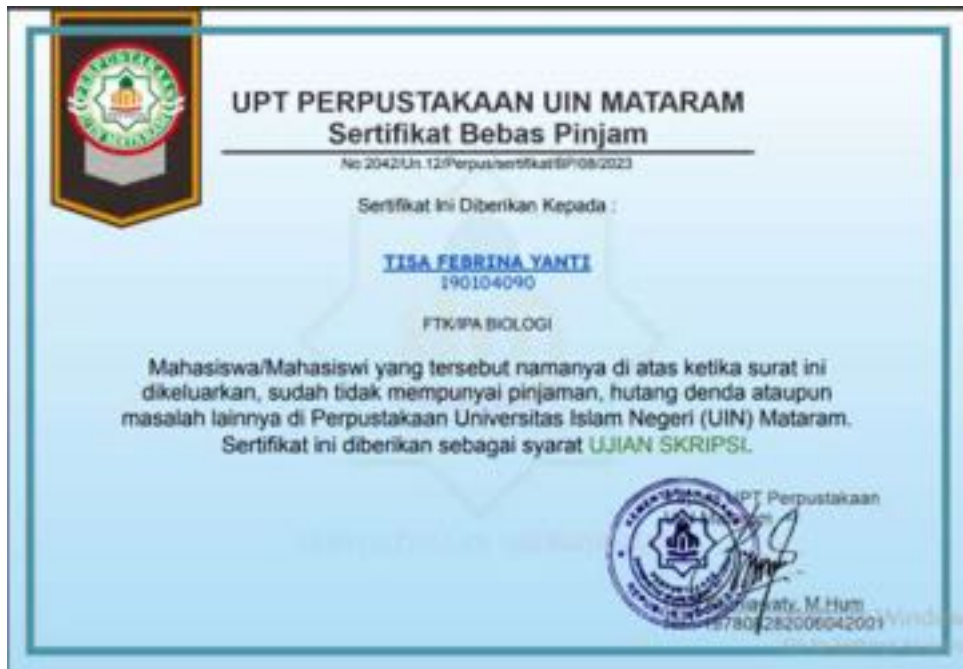 UPT PERPUSTAKAAN UIN MATARAM
Sertifikat Bebas Pinjam
No 2042/Un.12/Perpus/sertifikat/BP/08/2023
Sertifikat Ini Diberikan Kepada :
TISA FEBRINA YANTI
190104090
FTK/IPA BIOLOGI
Mahasiswa/Mahasiswi yang tersebut namanya di atas ketika surat ini
dikeluarkan, sudah tidak mempunyai pinjaman, hutang denda ataupun
masalah lainnya di Perpustakaan Universitas Islam Negeri (UIN) Mataram.
Sertifikat ini diberikan sebagai syarat UJIAN SKRIPSI.
UPT Perpustakaan
M.Hum